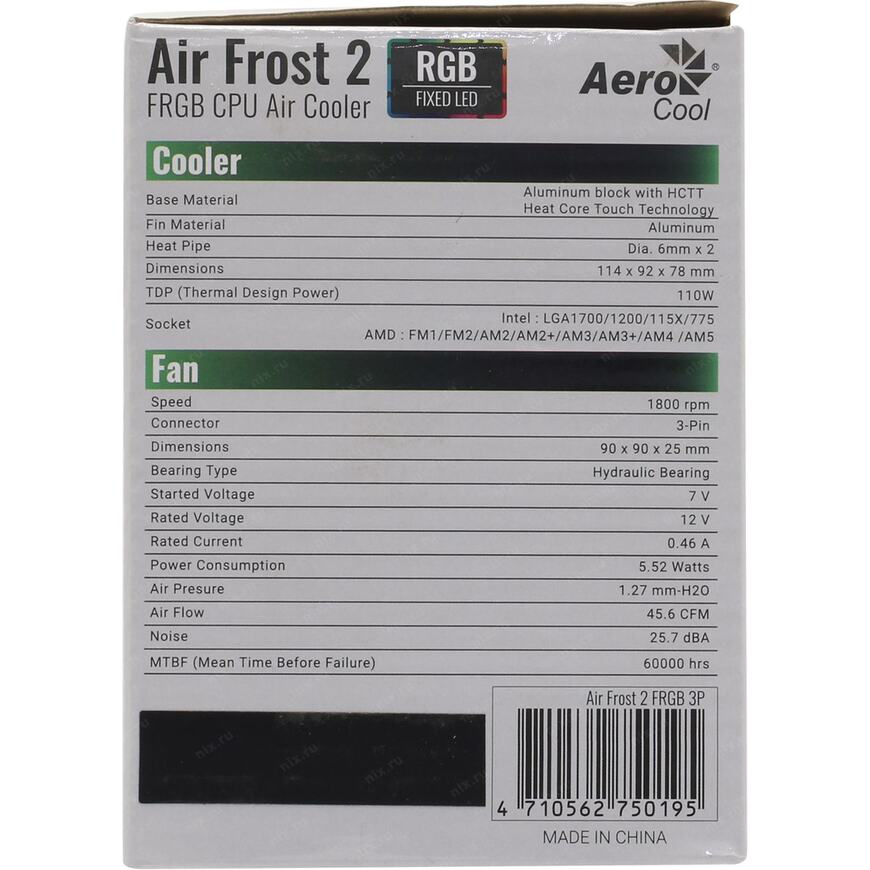 Air Frost 2
FRGB CPU Air Cooler
RGB
FIXED LED
Aero
Cool
®
Cooler
Base Material Aluminum block with HCTT
Heat Core Touch Technology
Fin Material Aluminum
Heat Pipe Dia. 6mm x 2
Dimensions 114 x 92 x 78 mm
TDP (Thermal Design Power) 110W
Socket Intel : LGA1700/1200/115X/775
AMD : FM1/FM2/AM2/AM2+/AM3/AM3+/AM4 /AM5
Fan
Speed 1800 rpm
Connector 3-Pin
Dimensions 90 x 90 x 25 mm
Bearing Type Hydraulic Bearing
Started Voltage 7 V
Rated Voltage 12 V
Rated Current 0.46 A
Power Consumption 5.52 Watts
Air Presure 1.27 mm-H2O
Air Flow 45.6 CFM
Noise 25.7 dBA
MTBF (Mean Time Before Failure) 60000 hrs
Air Frost 2 FRGB 3P
4 710562 750195
MADE IN CHINA
nix.ru